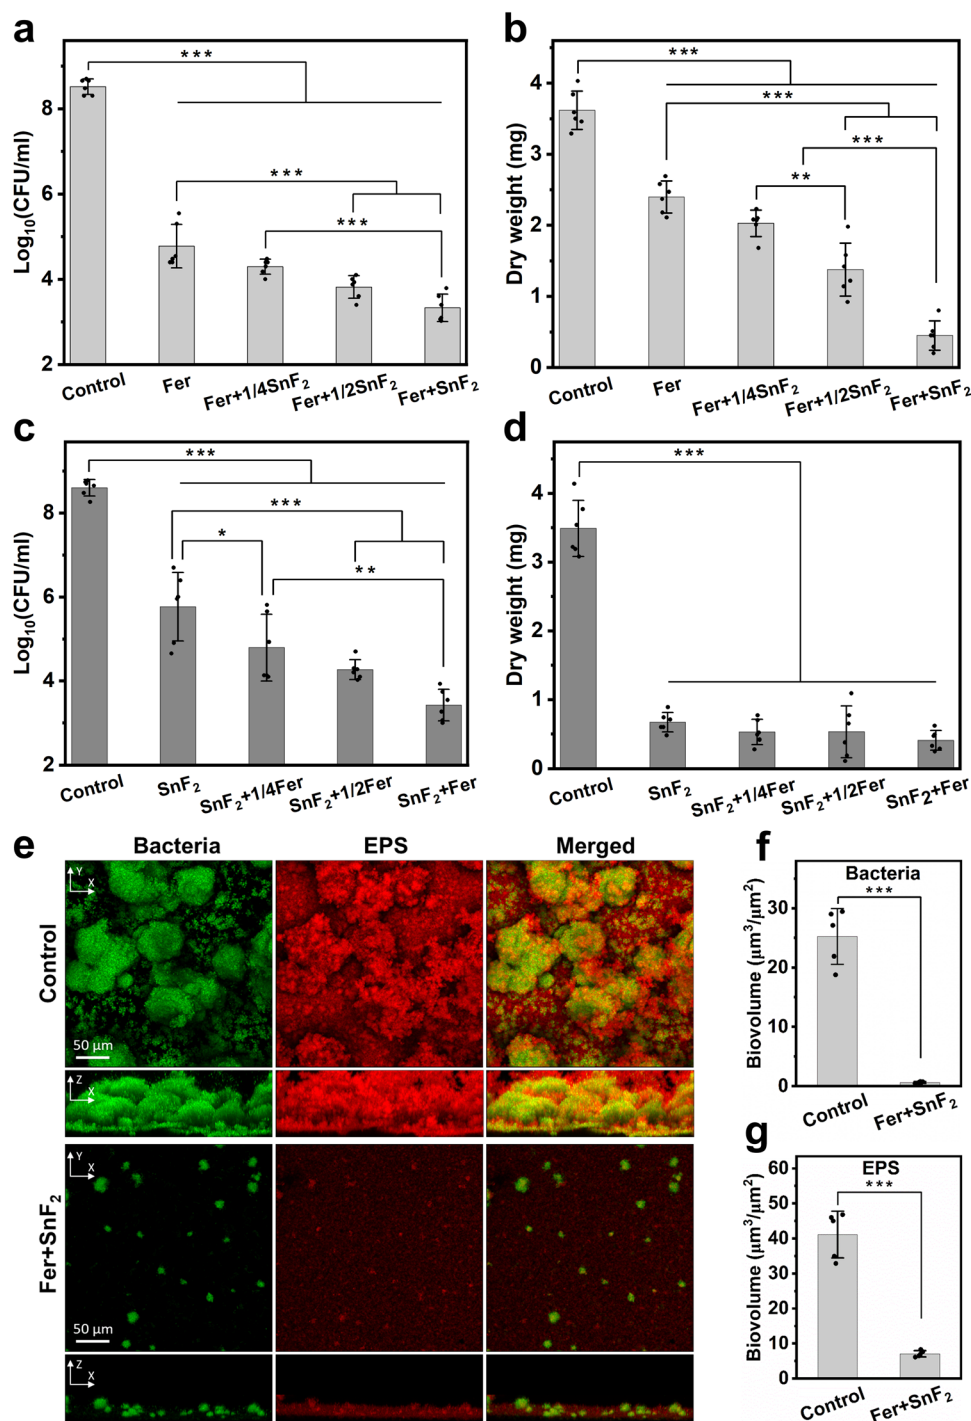 a
***
8
***
6
***
4
2
Log10(CFU/ml)
Control
Fer
Fer+1/4SnF2
Fer+1/2SnF2
Fer+SnF2
b
***
4
***
***
3
**
2
1
0
Dry weight (mg)
Control
Fer
Fer+1/4SnF2
Fer+1/2SnF2
Fer+SnF2
c
***
8
***
*
**
6
4
2
Log10(CFU/ml)
Control
SnF2
SnF2+1/4Fer
SnF2+1/2Fer
SnF2+Fer
d
***
4
3
2
1
0
Dry weight (mg)
Control
SnF2
SnF2+1/4Fer
SnF2+1/2Fer
SnF2+Fer
e
Bacteria
EPS
Merged
Control
Y
X
50 μm
Z
X
Fer+SnF2
Y
X
50 μm
Z
X
f
Bacteria
***
30
20
10
0
Biovolume (μm3/μm2)
Control
Fer+SnF2
g
EPS
***
60
50
40
30
20
10
0
Biovolume (μm3/μm2)
Control
Fer+SnF2